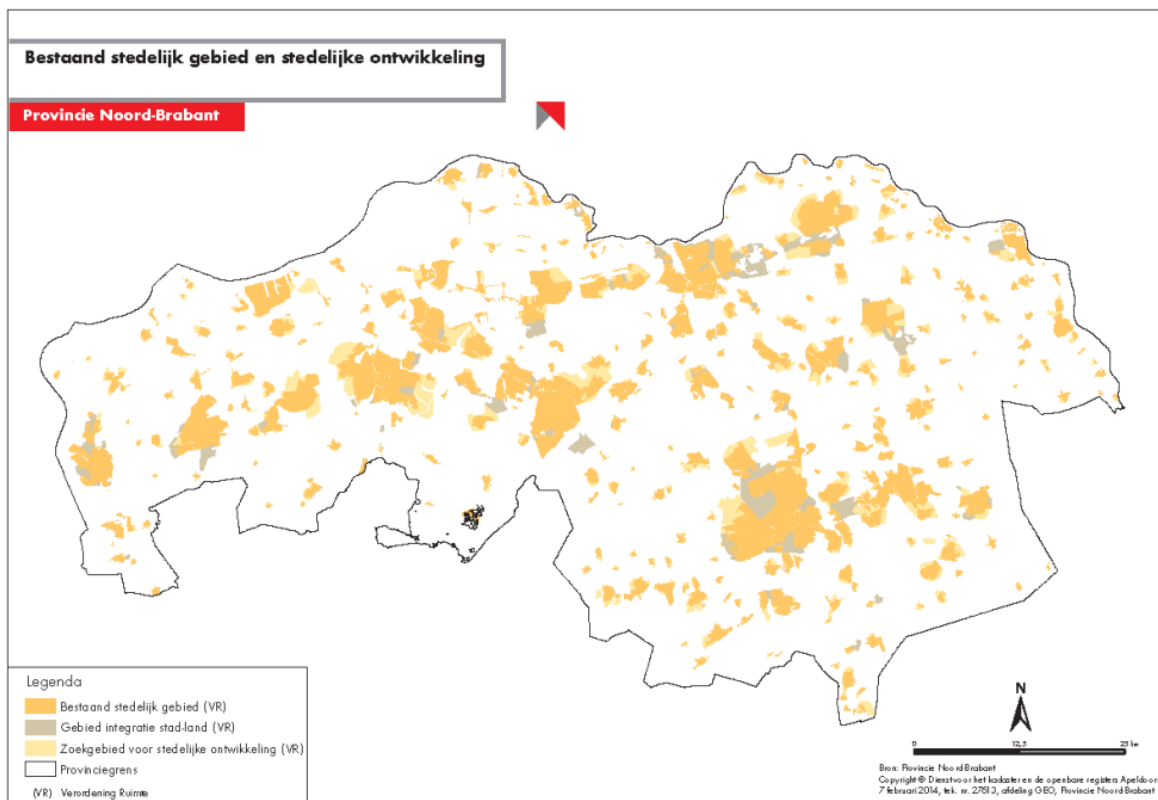 Bestaand stedelijk gebied en stedelijke ontwikkeling
Provincie Noord-Brabant
Legenda
Bestaand stedelijk gebied (VR)
Gebied integratie stad-land (VR)
Zoekgebied voor stedelijke ontwikkeling (VR)
Provinciegrens
(VR) Verordening Ruimte
N
0 12,5 25 km
Bron: Provincie Noord-Brabant
Copyright © Dienst voor het kadaster en de openbare registers Apeldoorn
7 februari 2014, tek. nr. 27813, afdeling GEO, Provincie Noord-Brabant